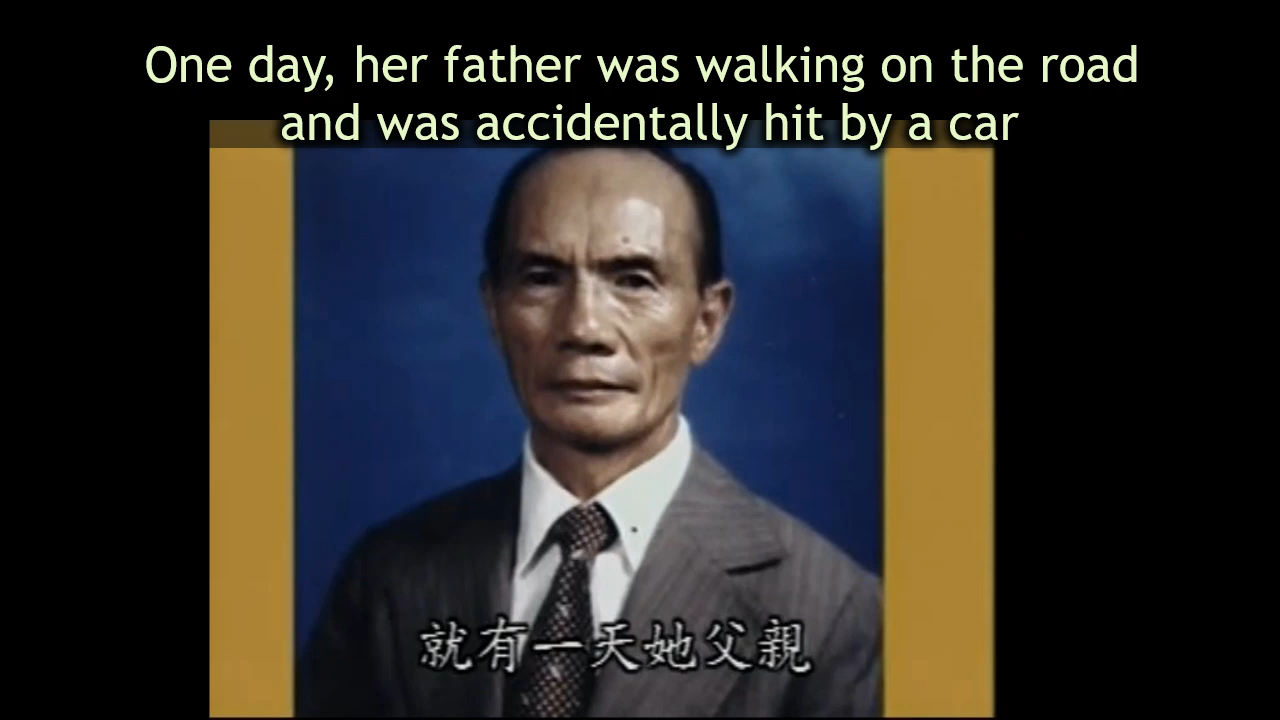 One day, her father was walking on the road
and was accidentally hit by a car
就有一天她父親